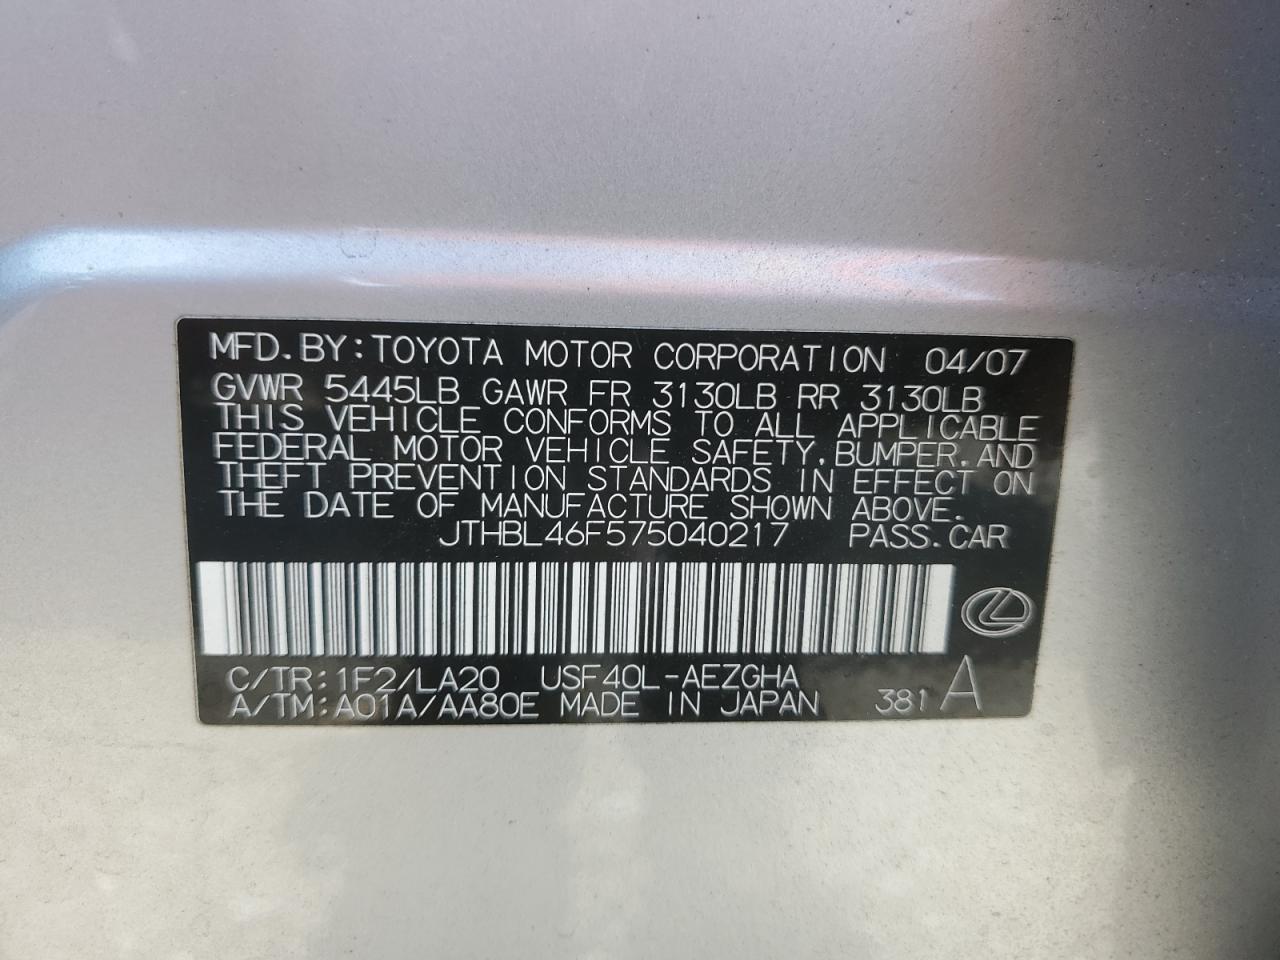 MFD.BY:TOYOTA MOTOR CORPORATION 04/07
GVWR 5445LB GAWR FR 3130LB RR 3130LB
THIS VEHICLE CONFORMS TO ALL APPLICABLE
FEDERAL MOTOR VEHICLE SAFETY,BUMPER,AND
THEFT PREVENTION STANDARDS IN EFFECT ON
THE DATE OF MANUFACTURE SHOWN ABOVE.
JTHBL46F575040217 PASS.CAR
C/TR:1F2/LA20 USF40L-AEZGHA
A/TM:A01A/AA80E MADE IN JAPAN 381 A